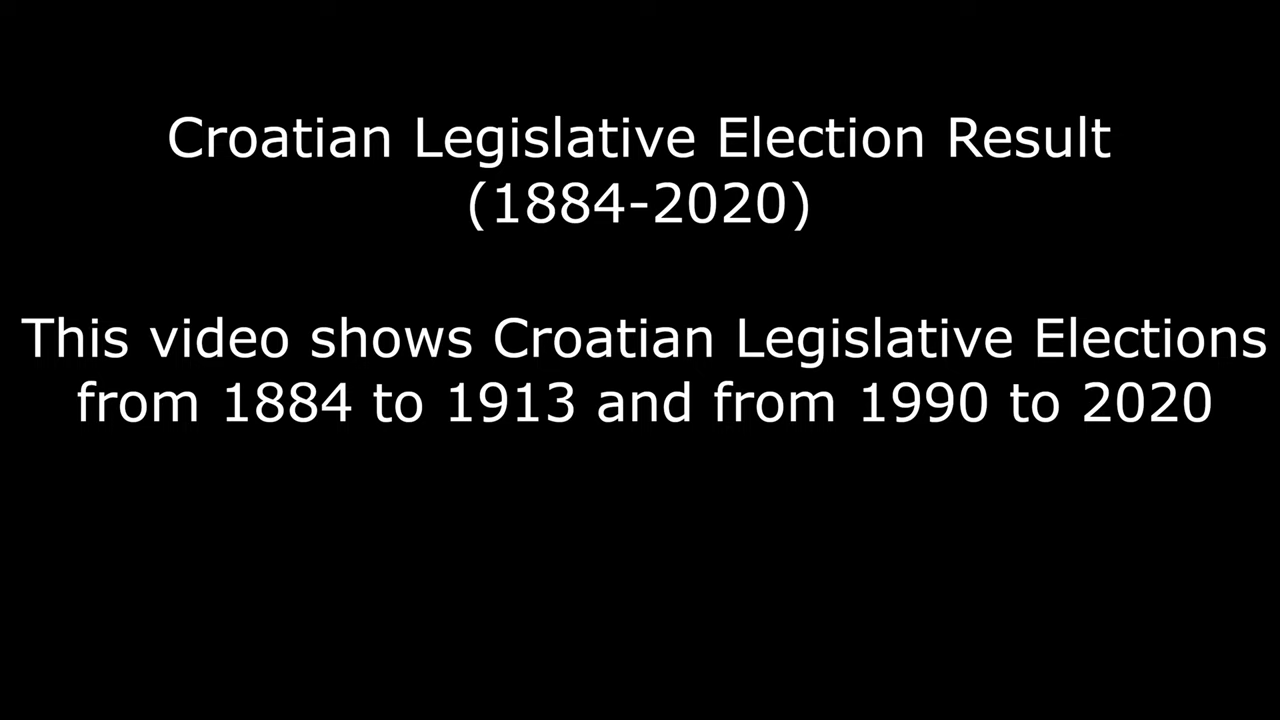 Croatian Legislative Election Result
(1884-2020)
This video shows Croatian Legislative Elections
from 1884 to 1913 and from 1990 to 2020